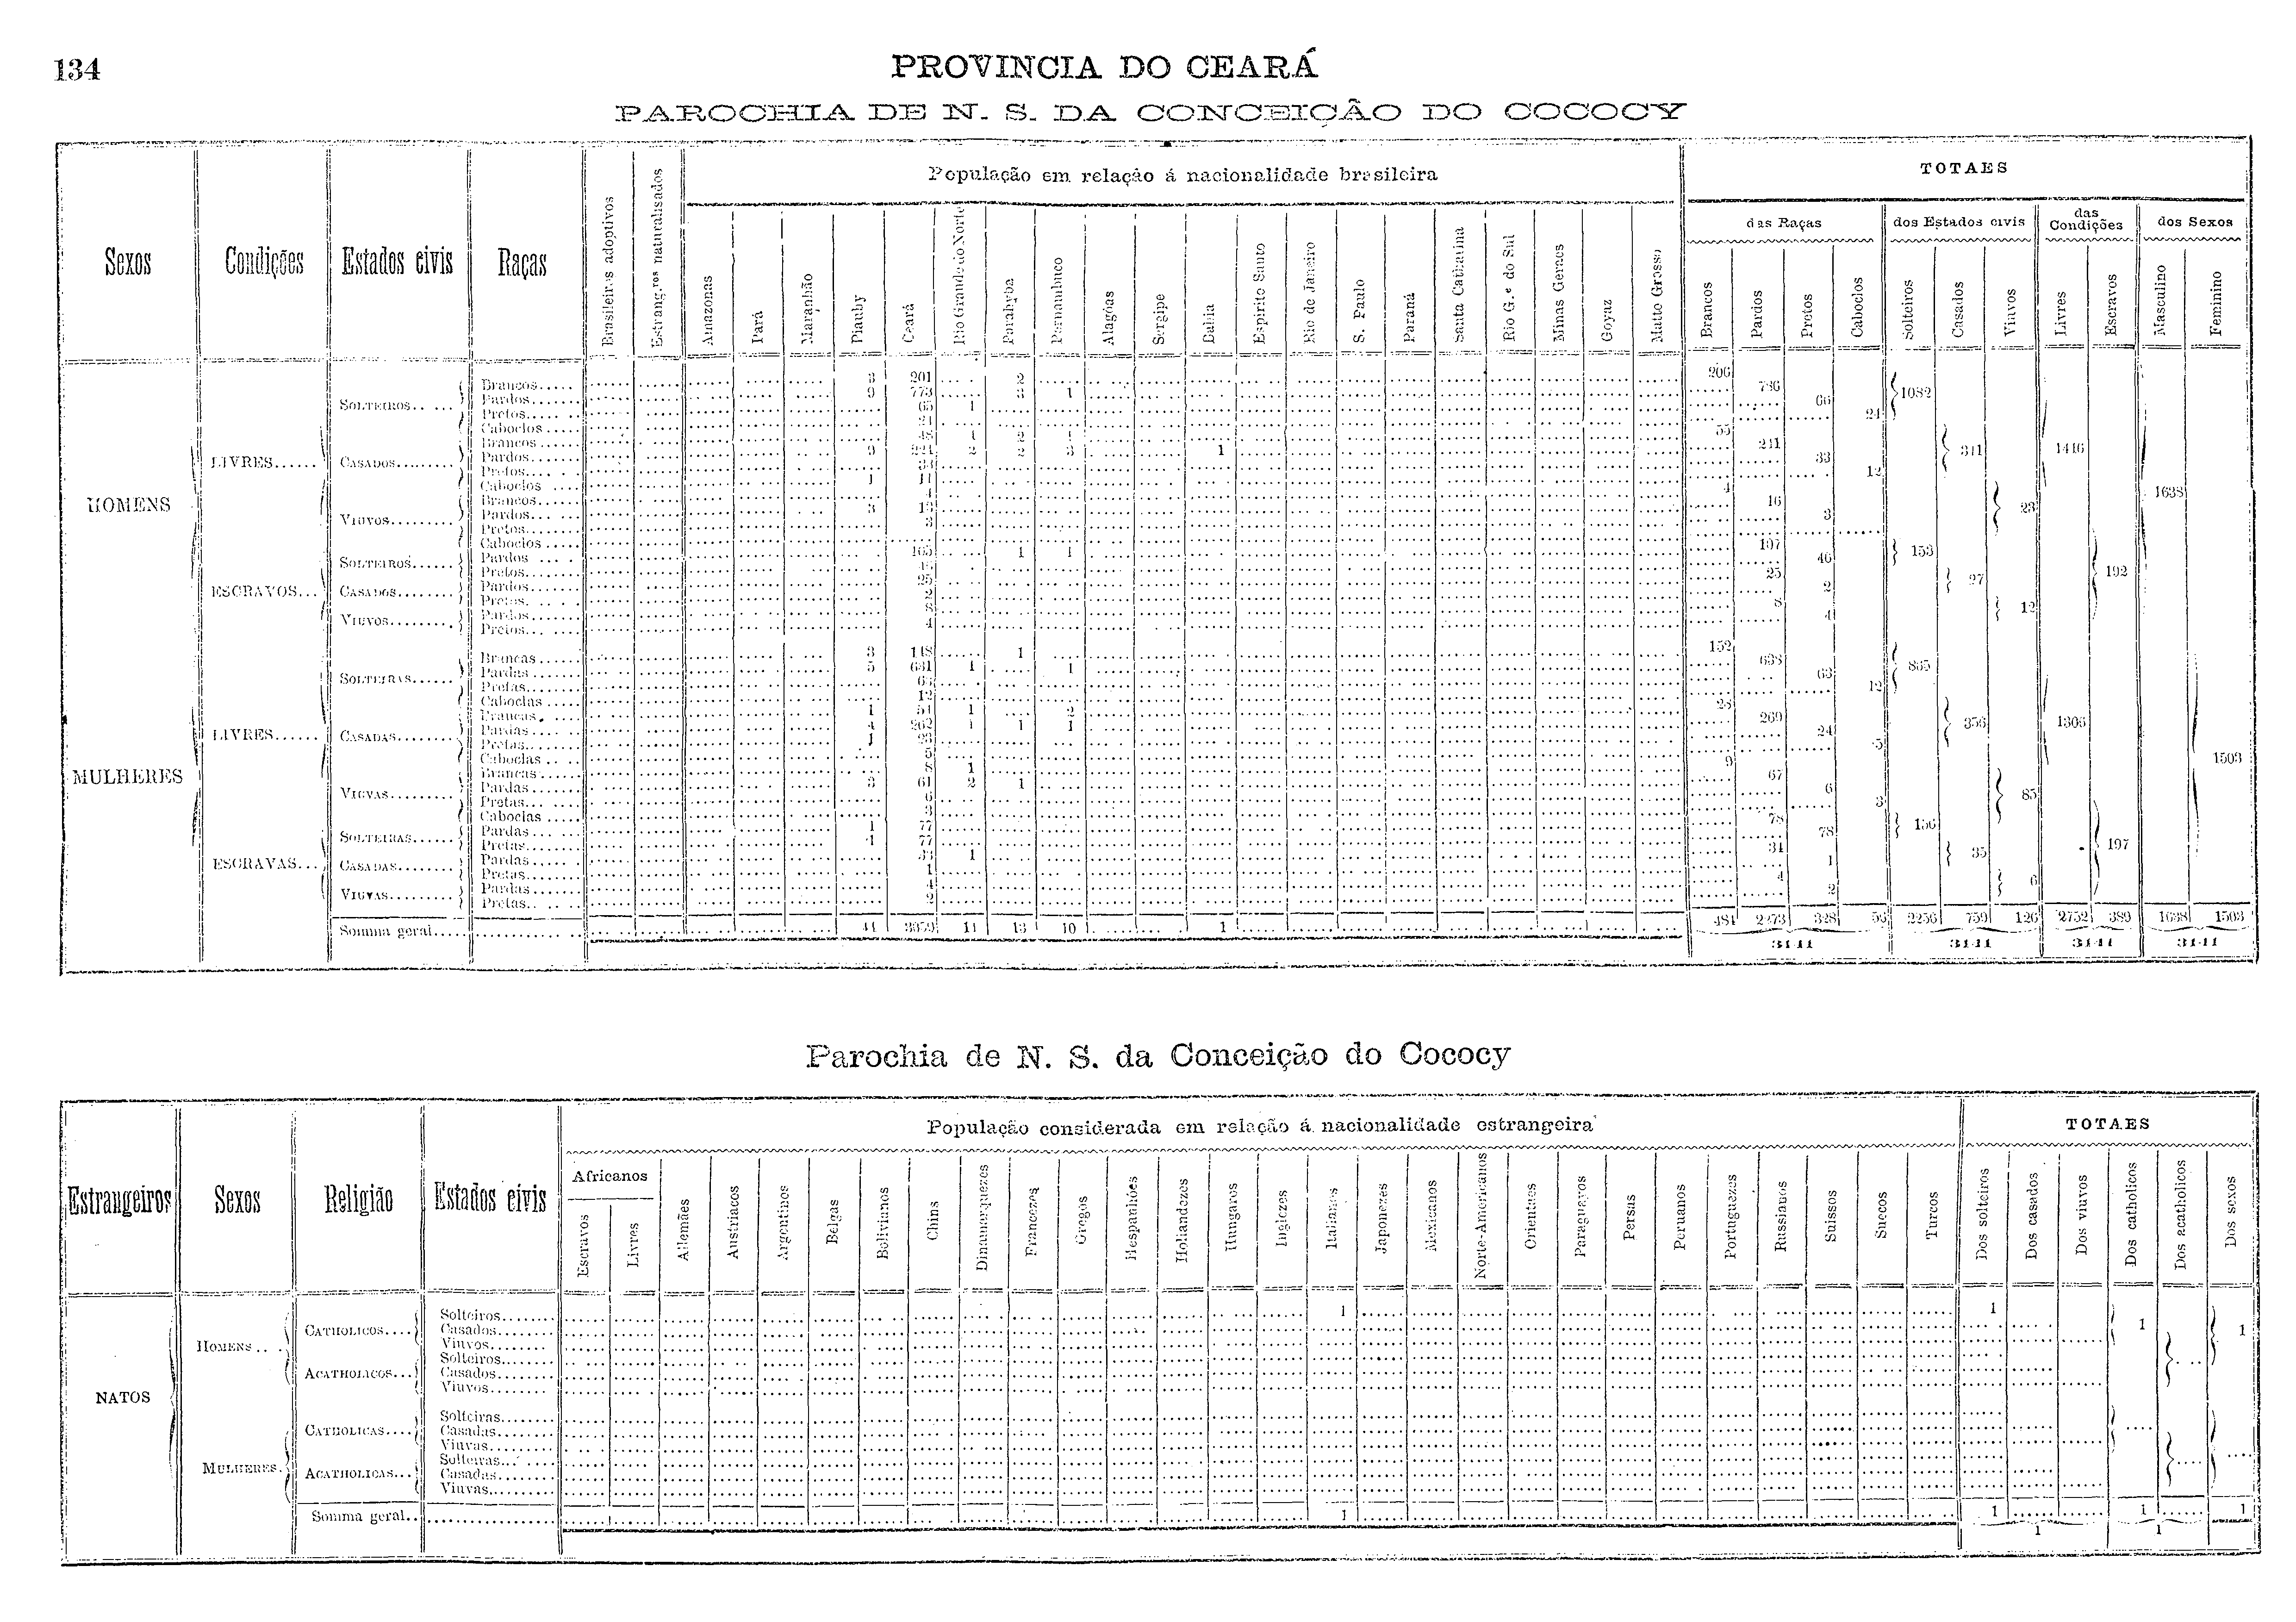 134
PROVINCIA DO CEARÁ
PAROCHIA DE N. S. DA CONCEIÇÃO DO COCOCY
Sexos Condições Estados civis Raças Brasileiros adoptivos Estrang.ros naturalisados População em relação á nacionalidade brasileira TOTAES
das Raças dos Estados civis das Condições dos Sexos
Amazonas Pará Maranhão Piauhy Ceará Rio Grande do Norte Parahyba Pernambuco Alagôas Sergipe Bahia Espirito Santo Rio de Janeiro S. Paulo Paraná Santa Catharina Rio G.e do Sul Minas Geraes Goyaz Matto Grosso Brancos Pardos Pretos Caboclos Solteiros Casados Viuvos Livres Escravos Masculino Feminino
HOMENS
LIVRES......
SOLTEIROS..... 1082
Brancos..... 3 201 2 206
Pardos...... 9 773 3 1 786
Pretos..... 65 1 66
Caboclos..... 24
CASADOS........ 341 1446
Brancos..... 1 2
Pardos...... 9 2 2 3 1 241
Pretos..... 33
Caboclos .... 1 11 12
VIUVOS........ 23 1638
Brancos..... 4 4
Pardos... 3 13 16
Pretos..... 3 3
Caboclos .....
ESCRAVOS...
SOLTEIROS...... 153
Pardos ... 105 1 1 107
Pretos..... 46 46
CASADOS........ 27 192
Pardos...... 25 25
Pretos..... 2 2
VIUVOS........ 12
Pardos...... 8 8
Pretos... 4 4
MULHERES
LIVRES......
SOLTEIRAS...... 865
Brancas...... 3 148 1 152
Pardas...... 5 631 1 1 638
Pretas...... 63 63
Caboclas..... 12 12
CASADAS........ 356 1306
Brancas..... 1 1 2
Pardas... 4 262 1 1 1 269
Pretas...... 1 23 24
Caboclas .... 5 5
VIUVAS........ 85 1503
Brancas...... 8 1 9
Pardas...... 3 61 2 1 67
Pretas... 6 6
Caboclas ..... 3 3
ESCRAVAS...
SOLTEIRAS...... 156
Pardas... 1 77 78
Pretas..... 1 77 78
CASADAS........ 35 197
Pardas..... 33 1 34
Pretas...... 1 1
VIUVAS......... 6
Pardas...... 4 4
Pretas... 2 2
Somma geral..... 11 13 10 1 481 2273 328 2256 759 126 2752 389 1638 1503
3141 3141 3141 3141
Parochia de N. S. da Conceição do Cococy
Estrangeiros Sexos Religião Estados civis População considerada em relação á nacionalidade estrangeira TOTAES
Africanos
Escravos Livres Allemães Austriacos Argentinos Belgas Bolivianos Chins Dinamarquezes Francezes Gregos Hespanhóes Hollandezes Hungaros Inglezes Italianos Japonezes Mexicanos Norte-Americanos Orientaes Paraguayos Persas Peruanos Portuguezes Russianos Suissos Suecos Turcos Dos solteiros Dos casados Dos viuvos Dos catholicos Dos acatholicos Dos sexos
NATOS
HOMENS....
CATHOLICOS.... 1 1
Solteiros....... 1 1
Casados.......
Viuvos........
ACATHOLICOS...
Solteiros.......
Casados.......
Viuvos........
MULHERES.
CATHOLICAS....
Solteiras.......
Casadas.......
Viuvas........
ACATHOLICAS...
Solteiras.......
Casadas.......
Viuvas........
Somma geral... 1 1 1 1
1 1